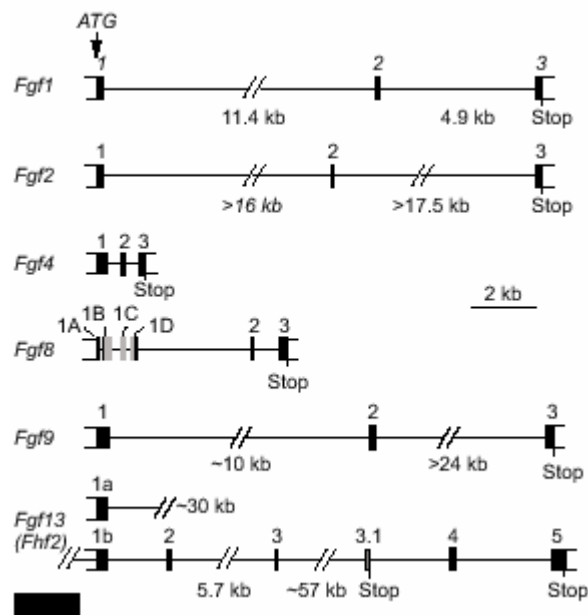 ATG
1 2 3
Fgf1
11.4 kb 4.9 kb Stop
1 2 3
Fgf2
>16 kb >17.5 kb Stop
1 2 3
Fgf4
Stop
2 kb
1B 1C
1A 1D 2 3
Fgf8
Stop
1 2 3
Fgf9
~10 kb >24 kb Stop
1a
~30 kb
Fgf13
(Fhf2) 1b 2 3 3.1 4 5
5.7 kb ~57 kb Stop Stop